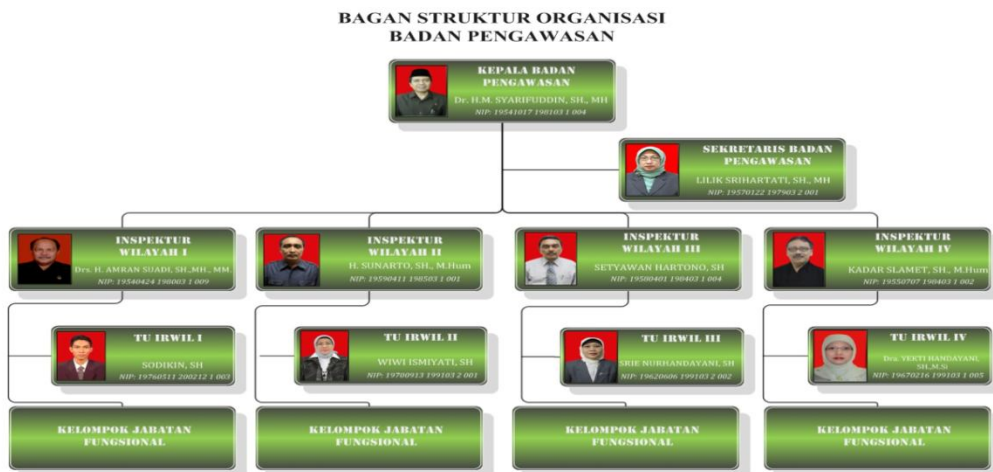 BAGAN STRUKTUR ORGANISASI
BADAN PENGAWASAN
KEPALA BADAN
PENGAWASAN
Dr. H.M. SYARIFUDDIN, SH., MH
NIP: 19541017 198103 1 004
SEKRETARIS BADAN
PENGAWASAN
LILIK SRIHARTATI, SH., MH
NIP: 19570122 197903 2 001
INSPEKTUR
WILAYAH I
Drs. H. AMRAN SUADI, SH.,MH., MM.
NIP: 19540424 198003 1 009
INSPEKTUR
WILAYAH II
H. SUNARTO, SH., M.Hum
NIP: 19590411 198503 1 001
INSPEKTUR
WILAYAH III
SETYAWAN HARTONO, SH
NIP: 19580401 198403 1 004
INSPEKTUR
WILAYAH IV
KADAR SLAMET, SH., M.Hum
NIP: 19550707 198403 1 002
TU IRWIL I
SODIKIN, SH
NIP: 19760511 200212 1 003
TU IRWIL II
WIWI ISMIYATI, SH
NIP: 19700913 199103 2 001
TU IRWIL III
SRIE NURHANDAYANI, SH
NIP: 19620606 199103 2 002
TU IRWIL IV
Dra. YEKTI HANDAYANI,
SH.,M.Si
NIP: 19670216 199103 1 005
KELOMPOK JABATAN
FUNGSIONAL
KELOMPOK JABATAN
FUNGSIONAL
KELOMPOK JABATAN
FUNGSIONAL
KELOMPOK JABATAN
FUNGSIONAL